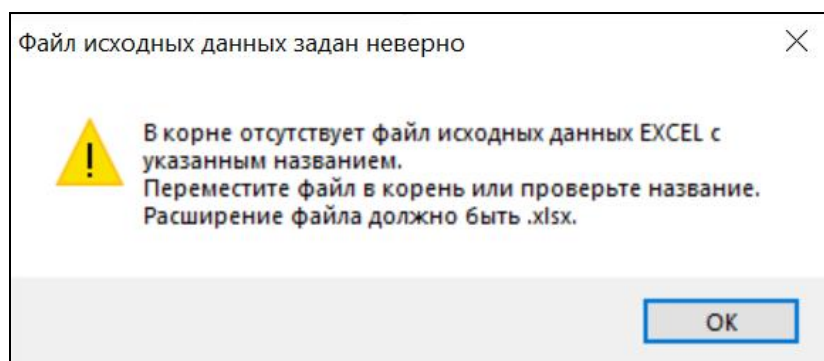 Файл исходных данных задан неверно
В корне отсутствует файл исходных данных EXCEL с
указанным названием.
Переместите файл в корень или проверьте название.
Расширение файла должно быть .xlsx.
OK